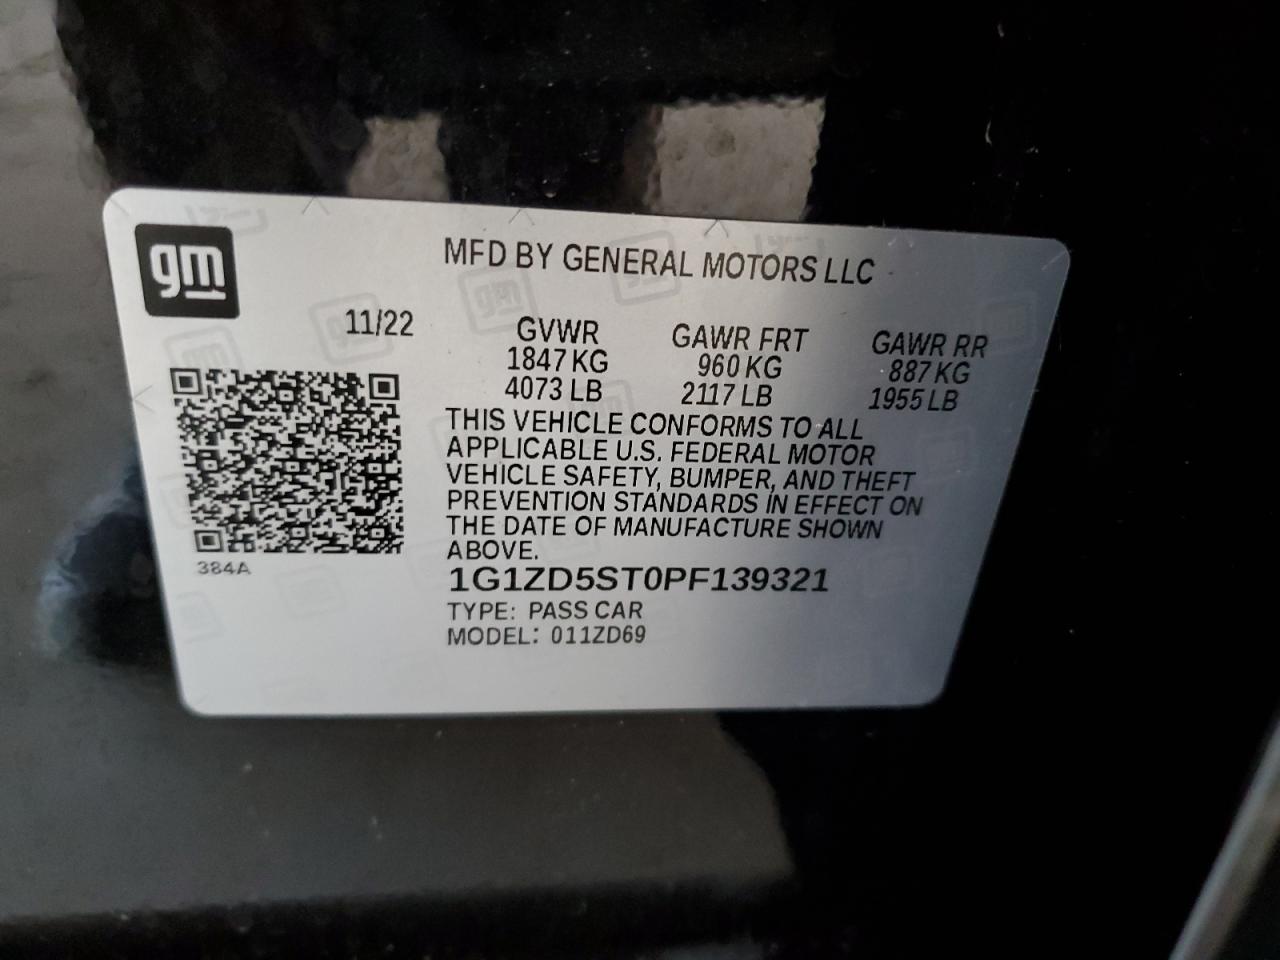 gm
MFD BY GENERAL MOTORS LLC
11/22
GVWR GAWR FRT GAWR RR
1847 KG 960 KG 887 KG
4073 LB 2117 LB 1955 LB
THIS VEHICLE CONFORMS TO ALL
APPLICABLE U.S. FEDERAL MOTOR
VEHICLE SAFETY, BUMPER, AND THEFT
PREVENTION STANDARDS IN EFFECT ON
THE DATE OF MANUFACTURE SHOWN
ABOVE.
384A
1G1ZD5ST0PF139321
TYPE: PASS CAR
MODEL: 011ZD69